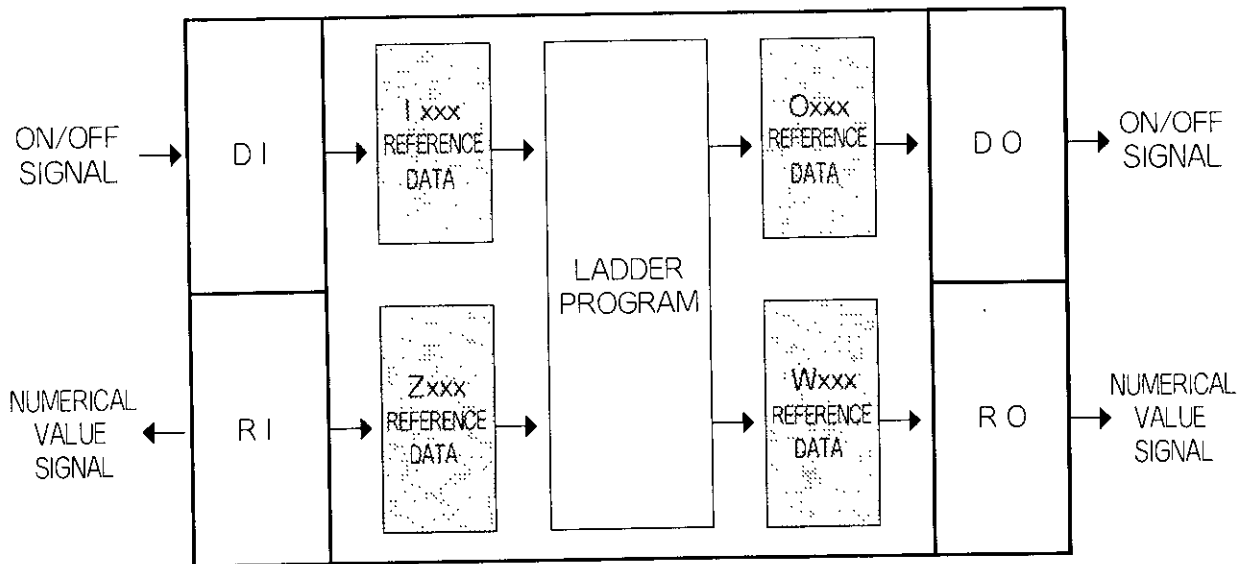 ON/OFF
SIGNAL
DI
I xxx
REFERENCE
DATA
LADDER
PROGRAM
Oxxx
REFERENCE
DATA
DO
ON/OFF
SIGNAL
NUMERICAL
VALUE
SIGNAL
RI
Zxxx
REFERENCE
DATA
Wxxx
REFERENCE
DATA
RO
NUMERICAL
VALUE
SIGNAL